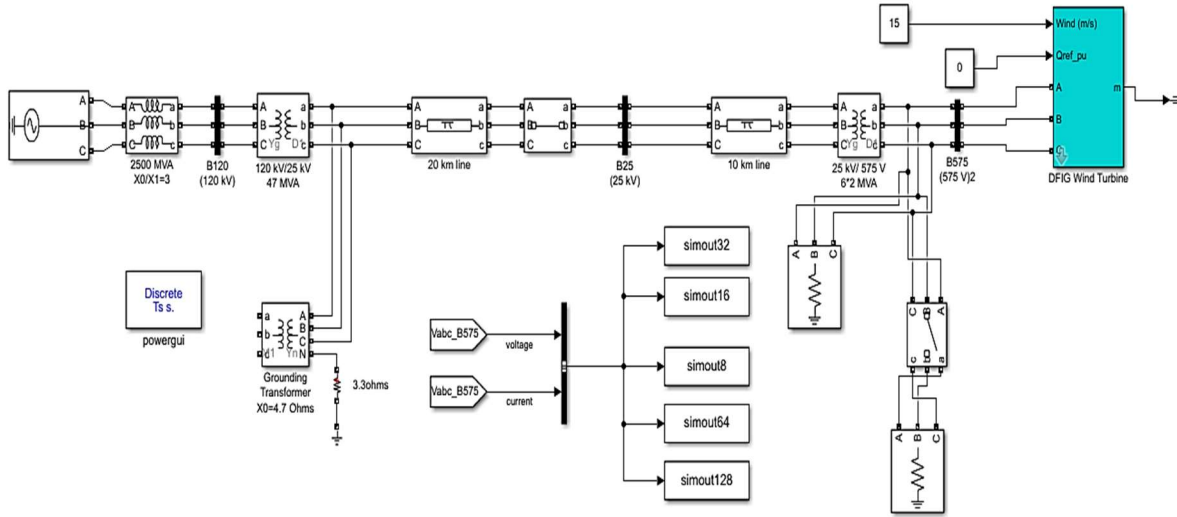 15
Wind (m/s)
0
Qref_pu
A
B
C
m
DFIG Wind Turbine
A
B
C
A
B
C
a
b
c
2500 MVA
X0/X1=3
B120
(120 kV)
A
B
C
a
b
c
Yg
120 kV/25 kV
47 MVA
A
B
C
a
b
c
20 km line
A
B
C
a
b
c
B25
(25 kV)
A
B
C
a
b
c
10 km line
A
B
C
a
b
c
Yg
25 kV/ 575 V
6*2 MVA
B575
(575 V)2
A
B
C
C
B
A
c
b
a
A
B
C
Discrete
Ts s.
powergui
a
b
A
B
C
N
Yn
Grounding
Transformer
X0=4.7 Ohms
3.3ohms
Vabc_B575
voltage
Vabc_B575
current
simout32
simout16
simout8
simout64
simout128